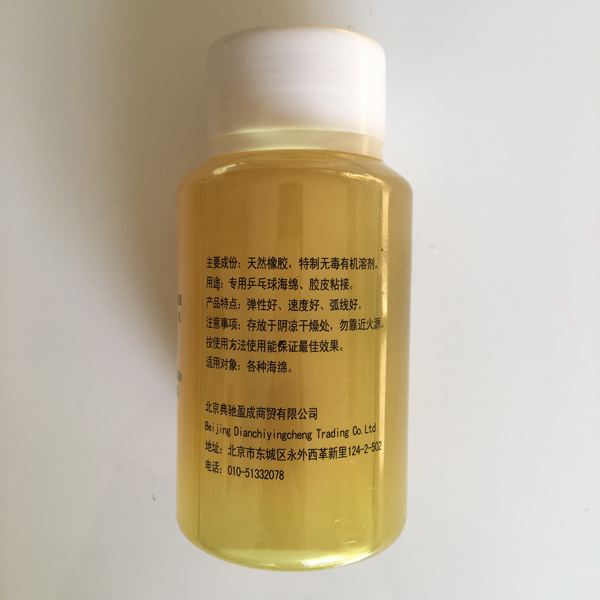 主要成份：天然橡胶，特制无毒有机溶剂。
用途：专用乒乓球海绵、胶皮粘接。
产品特点：弹性好、速度好、弧线好。
注意事项：存放于阴凉干燥处，勿靠近火源。
按使用方法使用能保证最佳效果。
适用对象：各种海绵。
北京典驰盈成商贸有限公司
Beijing Dianchiyingcheng Trading Co.Ltd
地址：北京市东城区永外西革新里124-2-502
电话：010-51332078